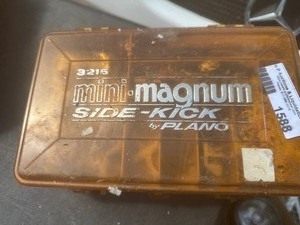 3215
mini-magnum
SIDE-KICK
by PLANO
1588